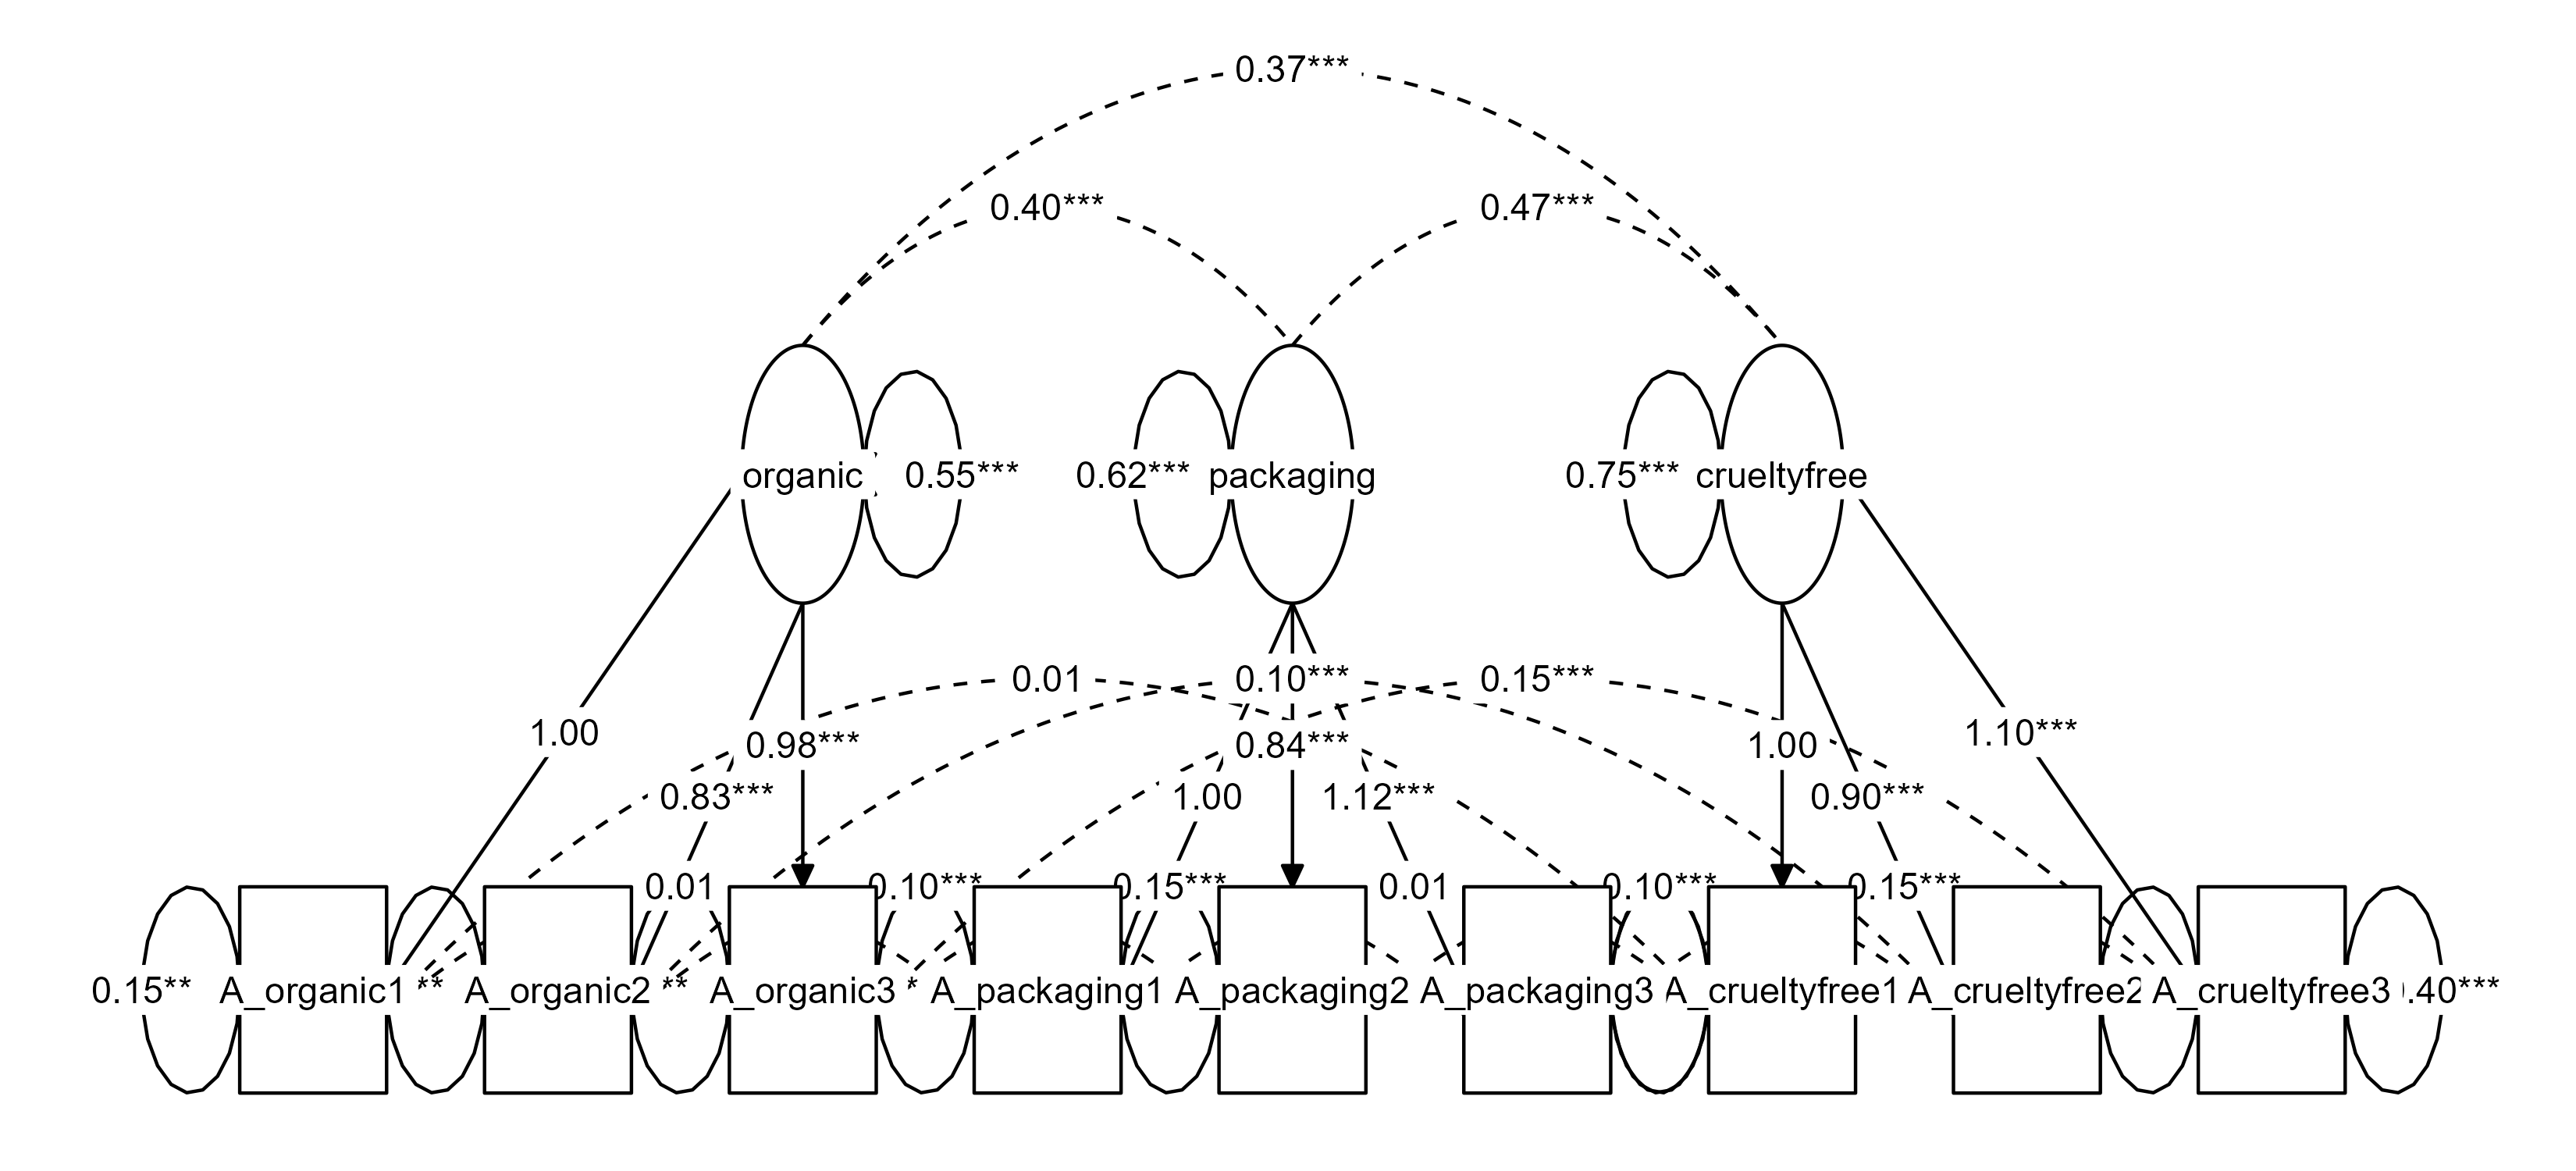 0.37***
0.40*** 0.47***
organic 0.55*** 0.62*** packaging 0.75*** crueltyfree
0.01 0.10*** 0.15***
1.00 1.10***
0.98*** 0.84*** 1.00
0.83*** 1.00 1.12*** 0.90***
0.01 0.10*** 0.15*** 0.01 0.10*** 0.15***
0.15** A_organic1 ** A_organic2 ** A_organic3 * A_packaging1 A_packaging2 A_packaging3 A_crueltyfree1 A_crueltyfree2 A_crueltyfree3 .40***